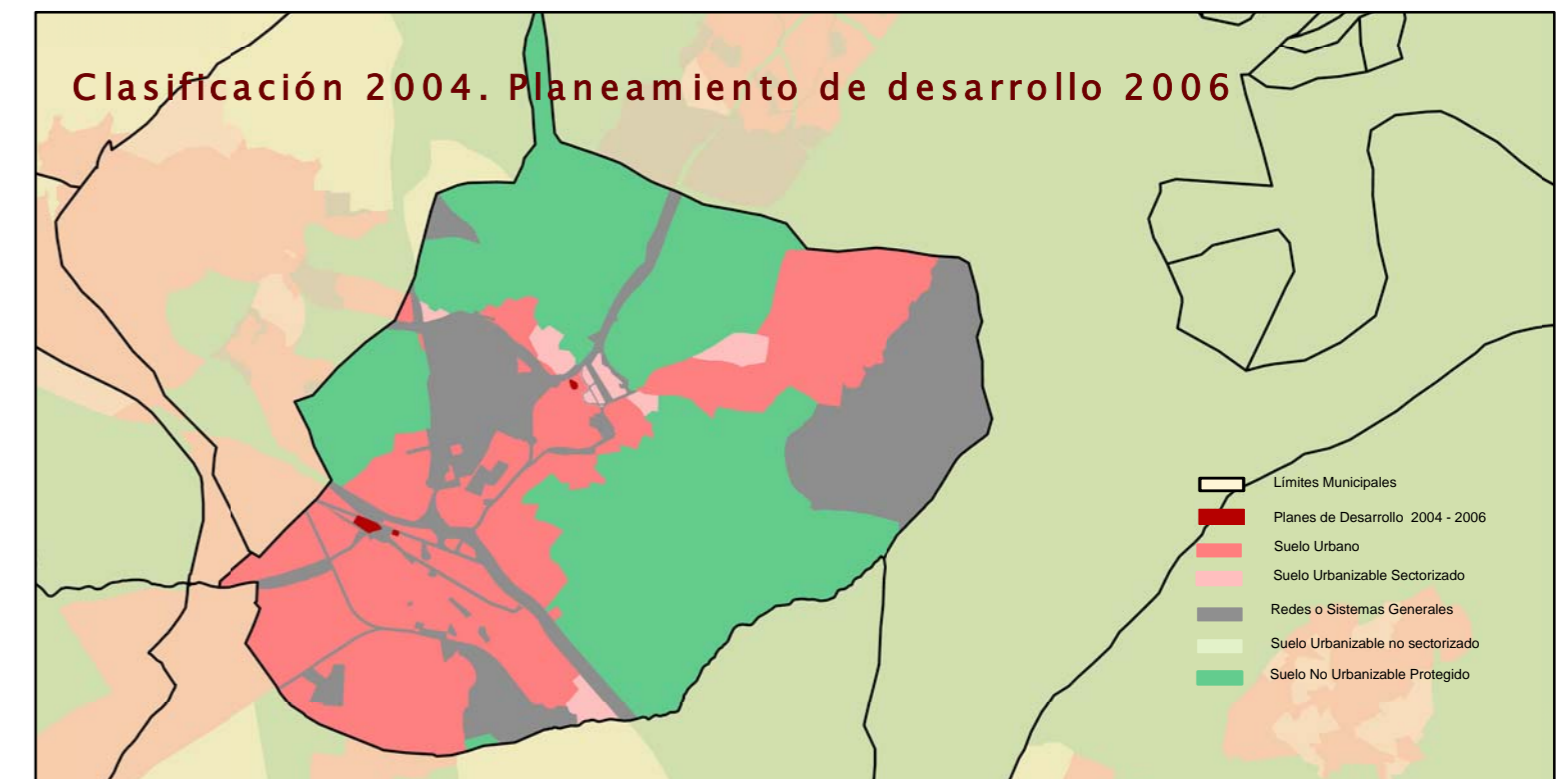 Clasificación 2004. Planeamiento de desarrollo 2006
Límites Municipales
Planes de Desarrollo 2004 - 2006
Suelo Urbano
Suelo Urbanizable Sectorizado
Redes o Sistemas Generales
Suelo Urbanizable no sectorizado
Suelo No Urbanizable Protegido